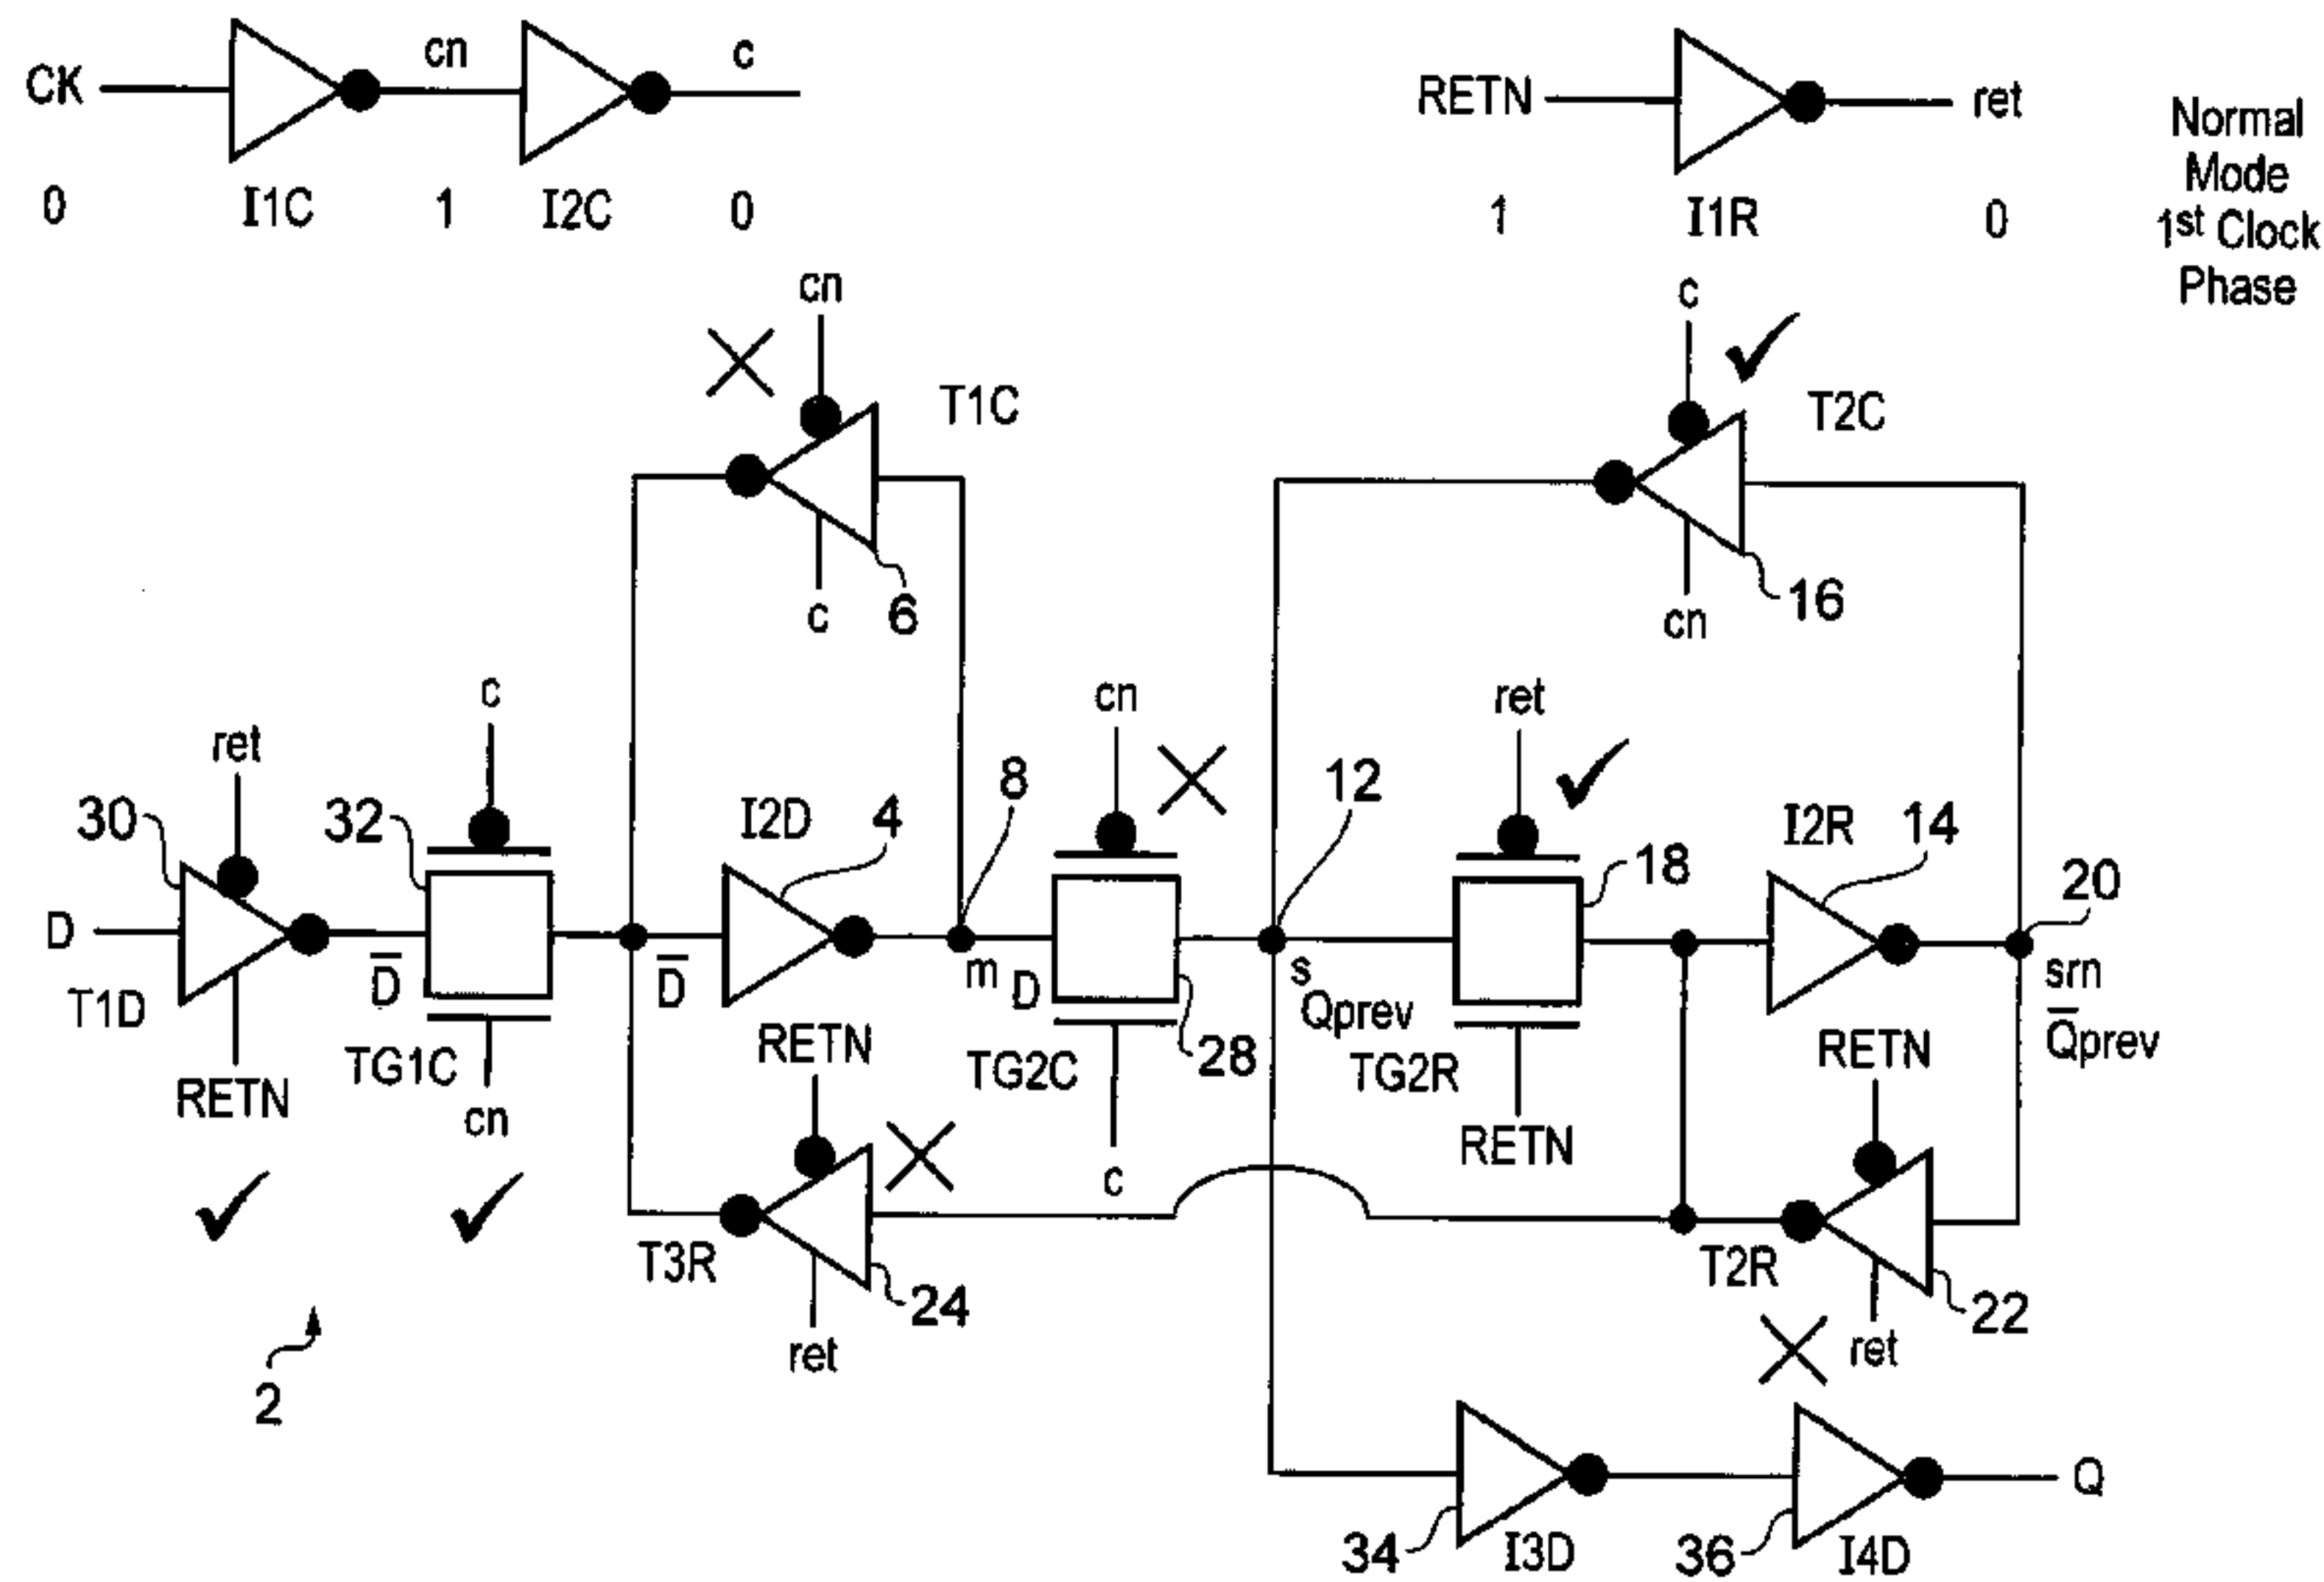 CK
cn
c
0
I1C
1
I2C
0
RETN
ret
1
I1R
0
Normal
Mode
1st Clock
Phase
cn
T1C
c
6
c
T2C
cn
16
ret
30
D
T1D
RETN
c
32
D̅
TG1C
cn
I2D
4
8
D̅
m
D
cn
TG2C
28
c
12
s
Qprev
ret
18
TG2R
RETN
I2R
14
20
srn
Q̅prev
RETN
T3R
24
ret
RETN
T2R
22
ret
2
34
I3D
36
I4D
Q